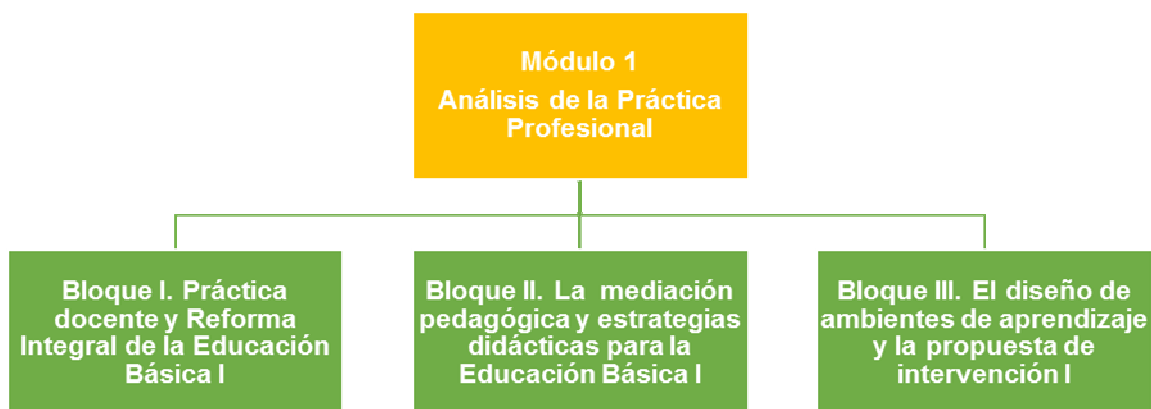 Módulo 1
Análisis de la Práctica
Profesional
Bloque I. Práctica
docente y Reforma
Integral de la Educación
Básica I
Bloque II. La mediación
pedagógica y estrategias
didácticas para la
Educación Básica I
Bloque III. El diseño de
ambientes de aprendizaje
y la propuesta de
intervención I